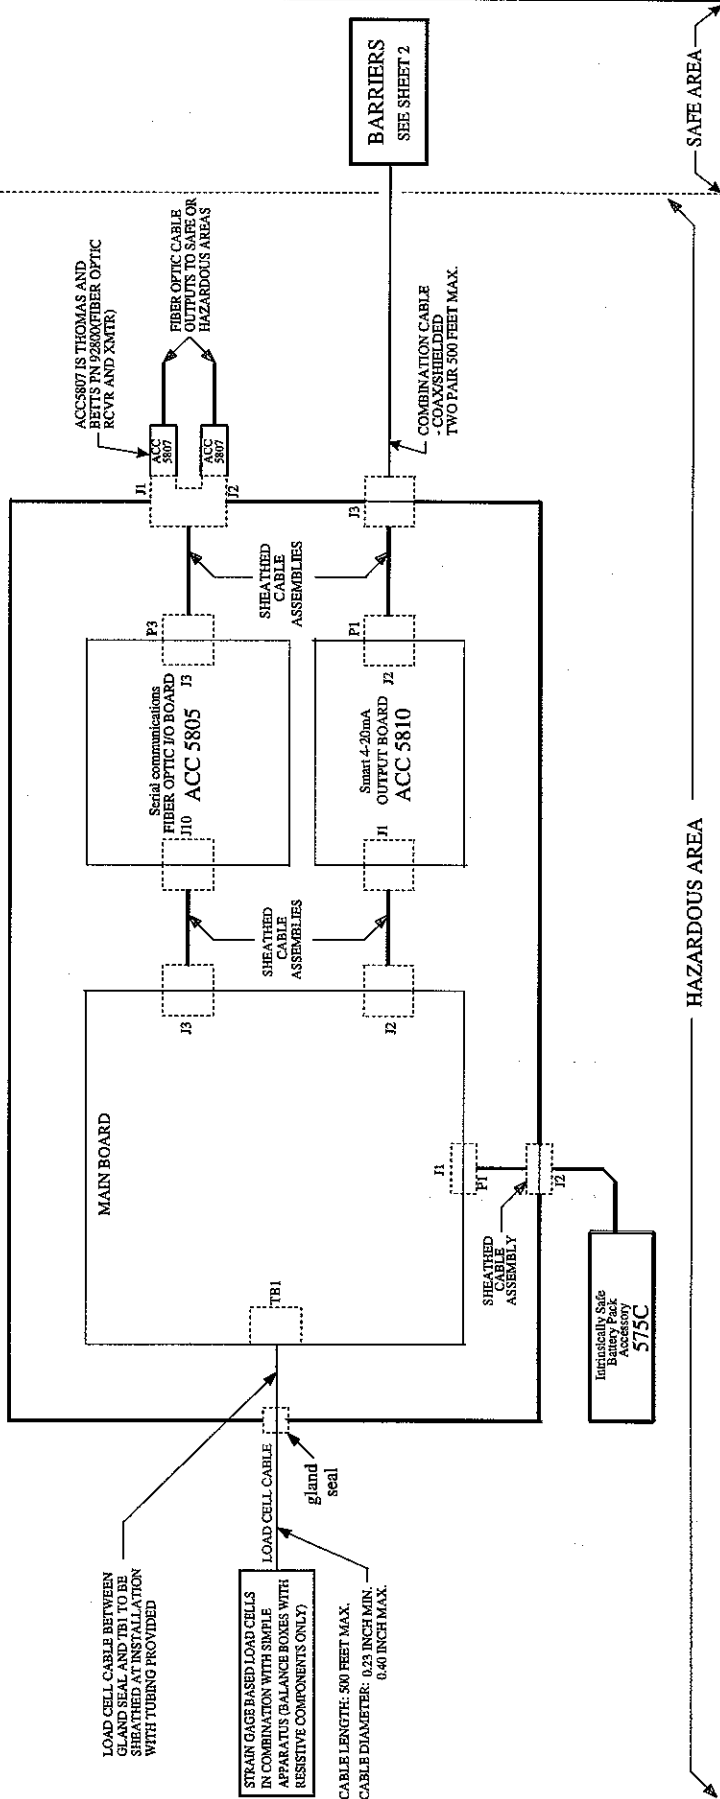 LOAD CELL CABLE BETWEEN
GLAND SEAL AND TB1 TO BE
SHEATHED AT INSTALLATION
WITH TUBING PROVIDED
STRAIN GAGE BASED LOAD CELLS
IN COMBINATION WITH SIMPLE
APPARATUS (BALANCE BOXES WITH
RESISTIVE COMPONENTS ONLY)
CABLE LENGTH: 500 FEET MAX.
CABLE DIAMETER: 0.23 INCH MIN.
0.40 INCH MAX.
LOAD CELL CABLE
gland
seal
TB1
MAIN BOARD
J3
J2
J1
P1
SHEATHED
CABLE
ASSEMBLY
J2
Intrinsically Safe
Battery Pack
Accessory
575C
SHEATHED
CABLE
ASSEMBLIES
Serial communications
FIBER OPTIC I/O BOARD
ACC 5805
J10
J3
P3
Smart 4-20mA
OUTPUT BOARD
ACC 5810
J1
J2
P1
SHEATHED
CABLE
ASSEMBLIES
J1
J2
J3
ACC
5807
ACC
5807
ACC5807 IS THOMAS AND
BETTS PN 92800(FIBER OPTIC
RCVR AND XMTR)
FIBER OPTIC CABLE
OUTPUTS TO SAFE OR
HAZARDOUS AREAS
COMBINATION CABLE
- COAX/SHIELDED
TWO PAIR 500 FEET MAX.
BARRIERS
SEE SHEET 2
HAZARDOUS AREA
SAFE AREA